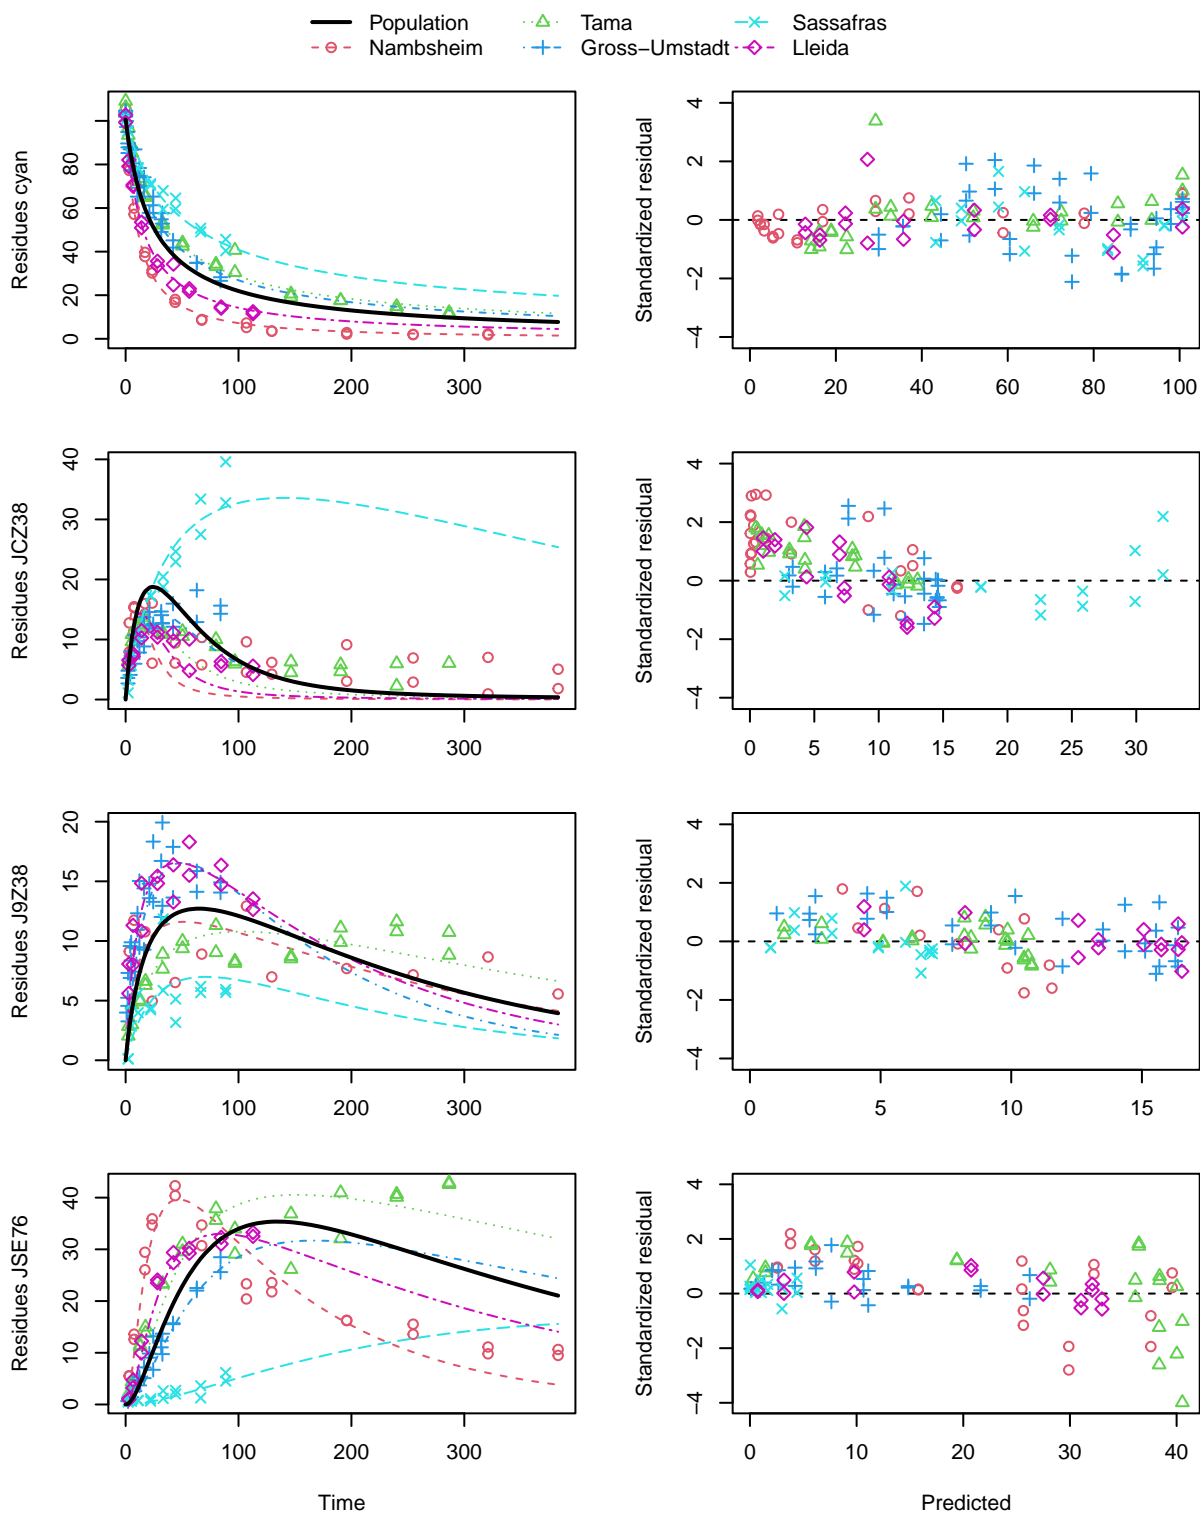 Population Tama Sassafras
Nambsheim Gross−Umstadt Lleida
Residues cyan
0 20 40 60 80
0 100 200 300
Standardized residual
−4 −2 0 2 4
0 20 40 60 80 100
Residues JCZ38
0 10 20 30 40
0 100 200 300
Standardized residual
−4 −2 0 2 4
0 5 10 15 20 25 30
Residues J9Z38
0 5 10 15 20
0 100 200 300
Standardized residual
−4 −2 0 2 4
0 5 10 15
Residues JSE76
0 10 20 30 40
0 100 200 300
Standardized residual
−4 −2 0 2 4
0 10 20 30 40
Time
Predicted